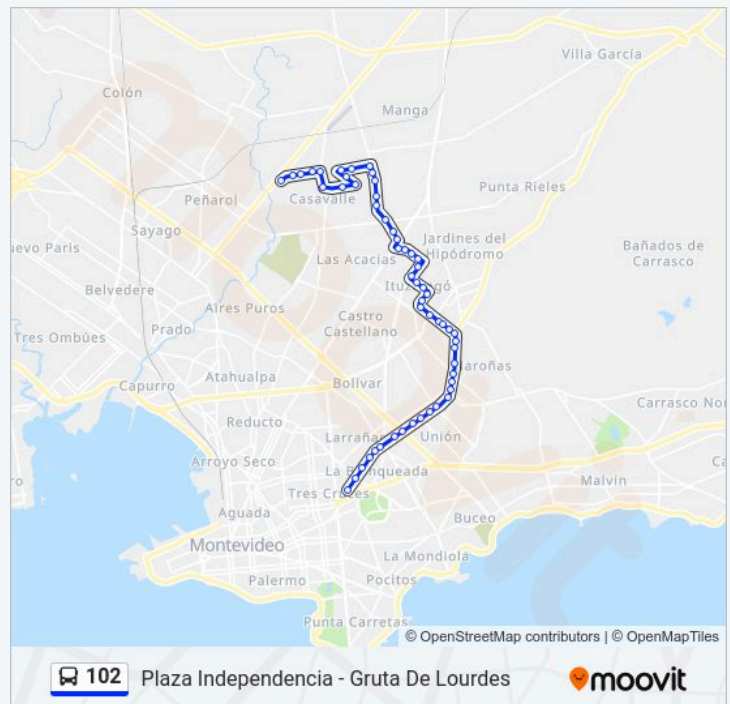 Villa García
Colón
Manga
Peñarol
Casavalle
Punta Rieles
Sayago
uevo París
Jardines del
Hipódromo
Bañados de
Carrasco
Las Acacias
Belvedere
Ituzaingó
Aires Puros
Castro
Castellano
Prado
Tres Ombúes
Maroñas
Atahualpa
Bolívar
Capurro
Carrasco Nor
Reducto
Larrañaga
Unión
Arroyo Seco
La Blanqueada
Ca
ro
Tres Cruces
Malvín
Aguada
Buceo
Montevideo
La Mondiola
Palermo
Pocitos
Punta Carretas
© OpenStreetMap contributors | © OpenMapTiles
102 Plaza Independencia - Gruta De Lourdes moovit